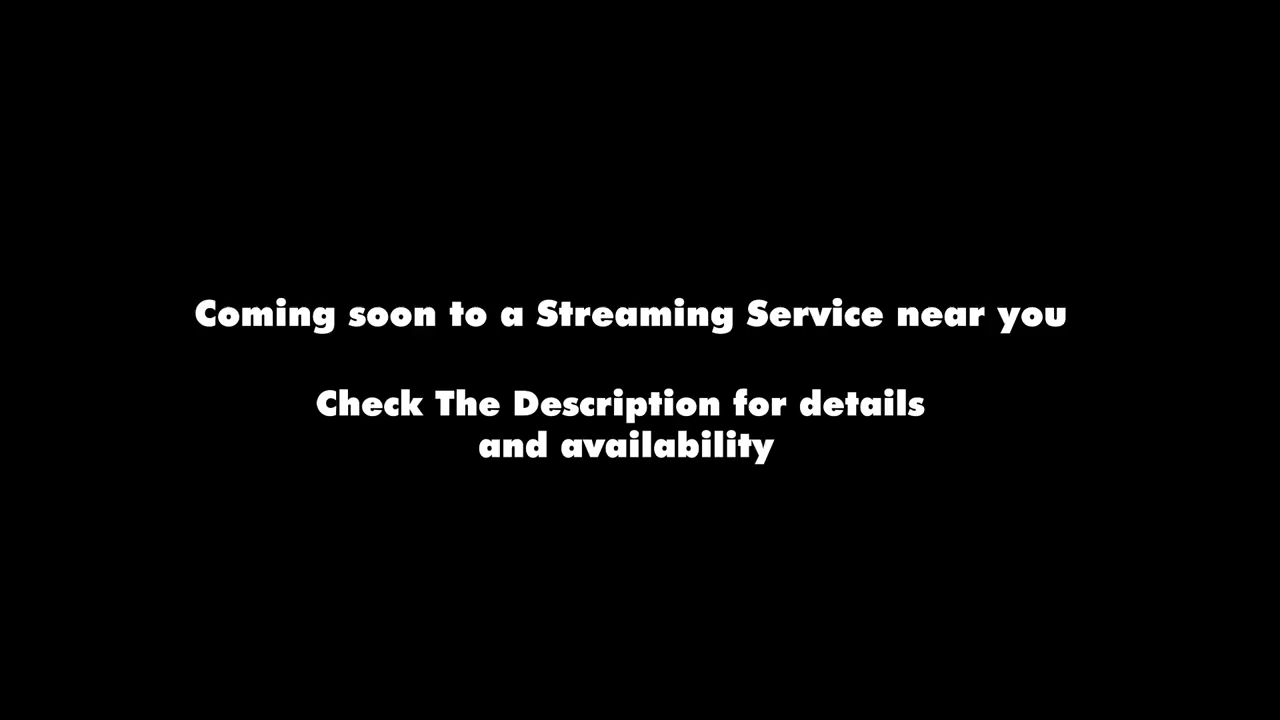 Coming soon to a Streaming Service near you
Check The Description for details
and availability